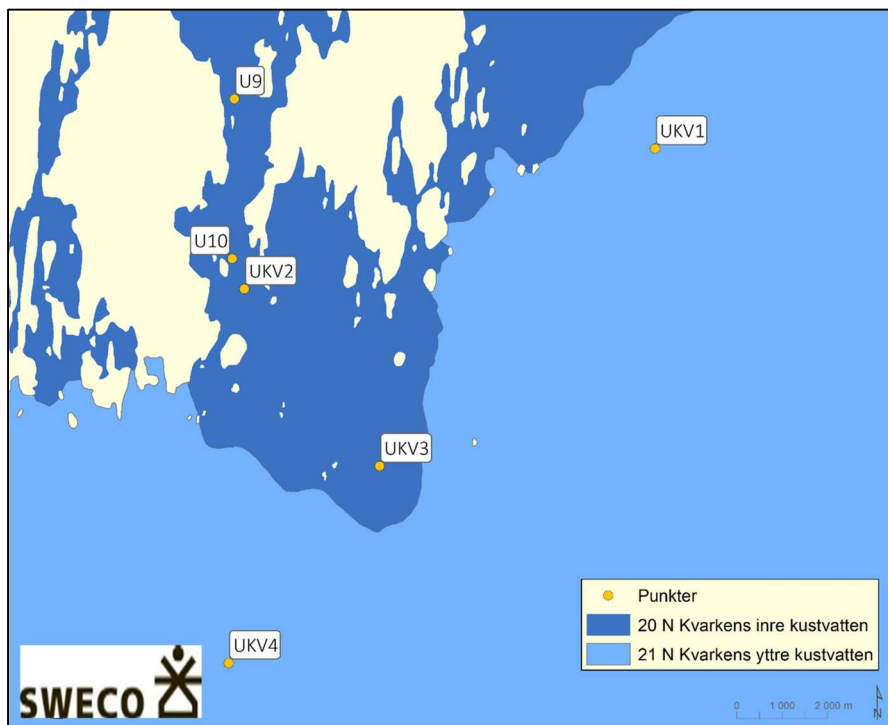 U9
UKV1
U10
UKV2
UKV3
UKV4
Punkter
20 N Kvarkens inre kustvatten
21 N Kvarkens yttre kustvatten
SWECO
0 1 000 2 000 m
N